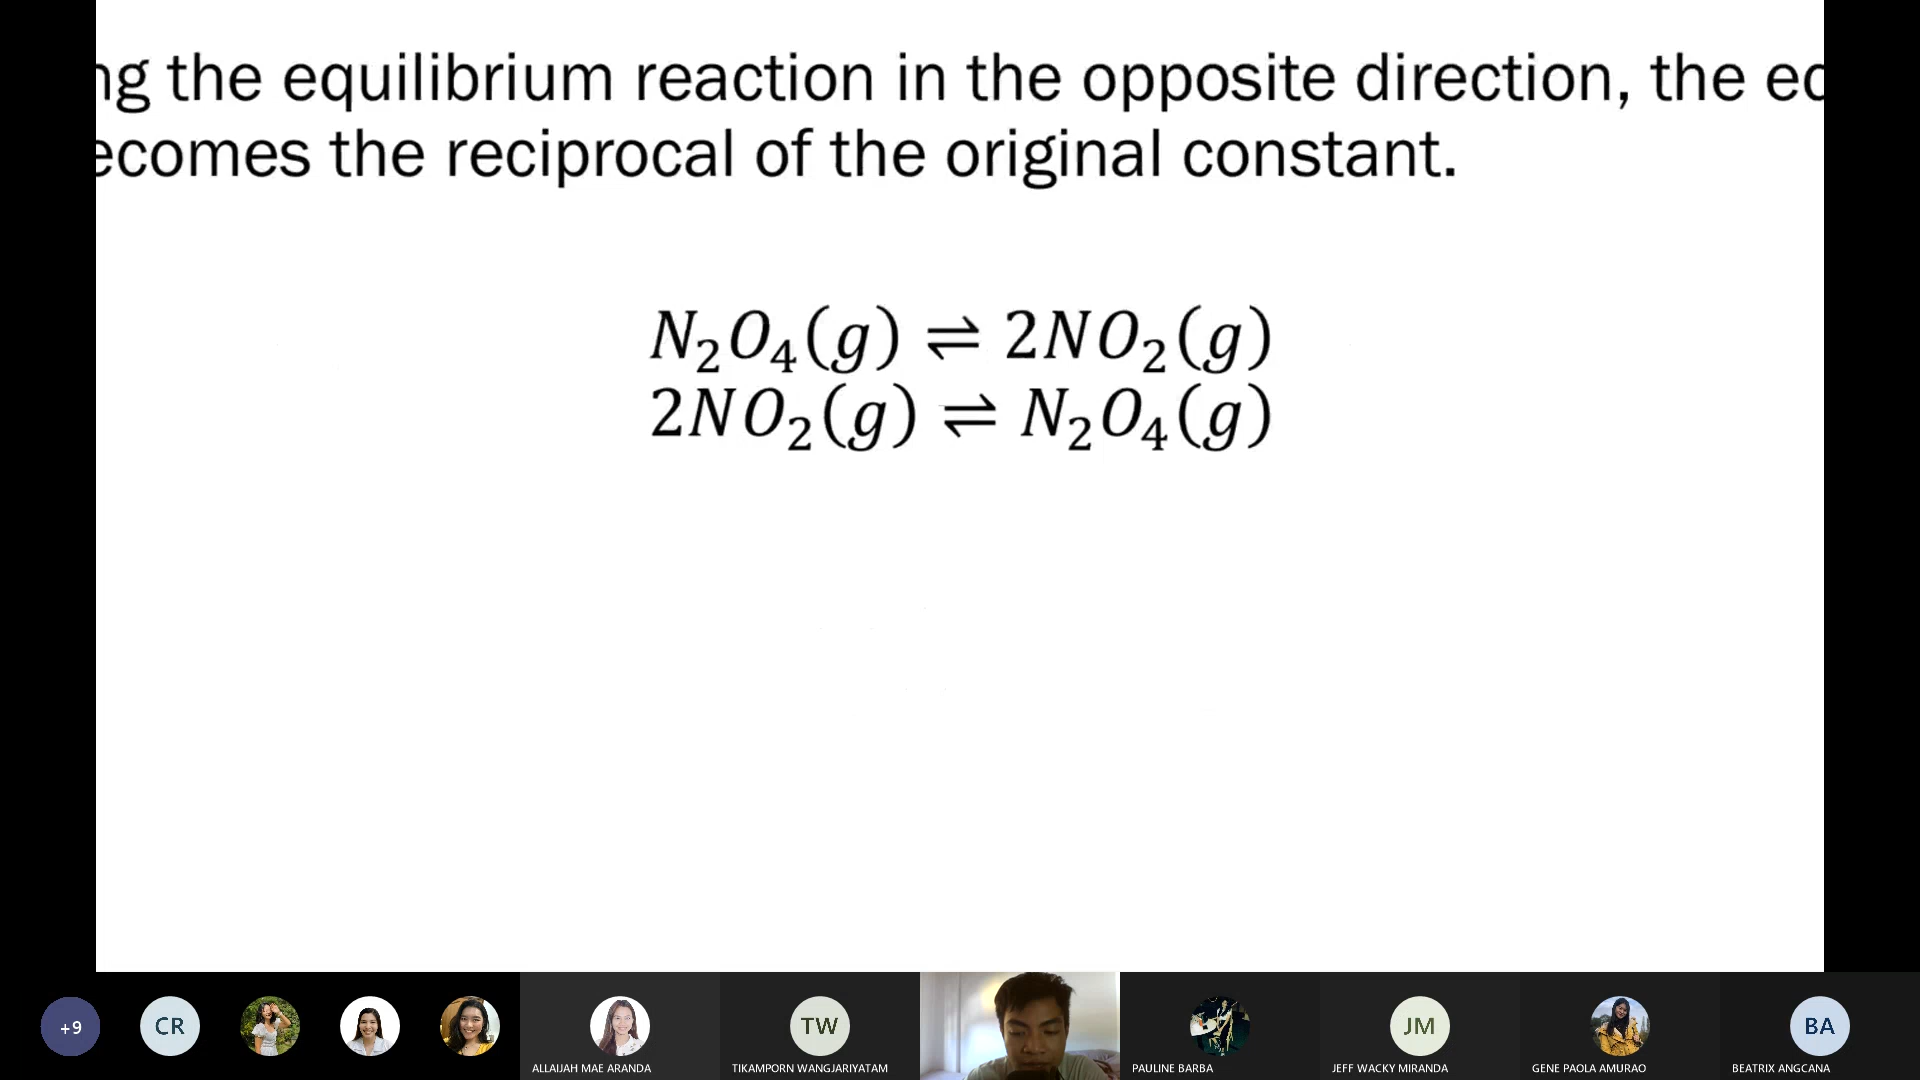 the equilibrium reaction in the opposite direction, the
the reciprocal of the original constant.
N₂O₄(g) ⇌ 2NO₂(g)
2NO₂(g) ⇌ N₂O₄(g)
+9
CR
TW
JM
BA
ALLAIJAH MAE ARANDA
TIKAMPORN WANGJARIYATAM
PAULINE BARBA
JEFF WACKY MIRANDA
GENE PAOLA AMURAO
BEATRIX ANGCANA